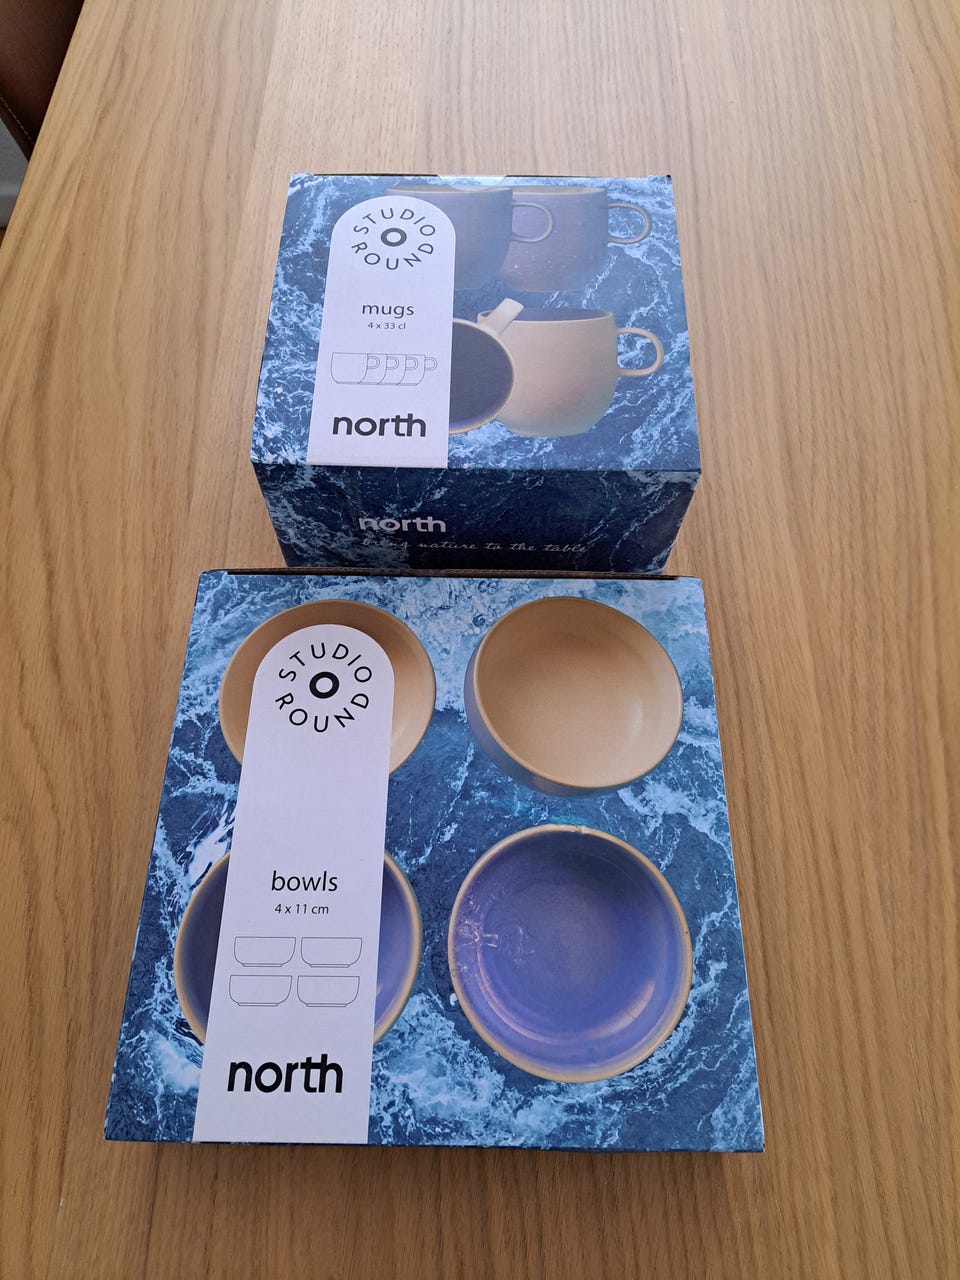 STUDIO
ROUND
mugs
4 x 33 cl
north
north
bring nature to the table
STUDIO
ROUND
bowls
4 x 11 cm
north